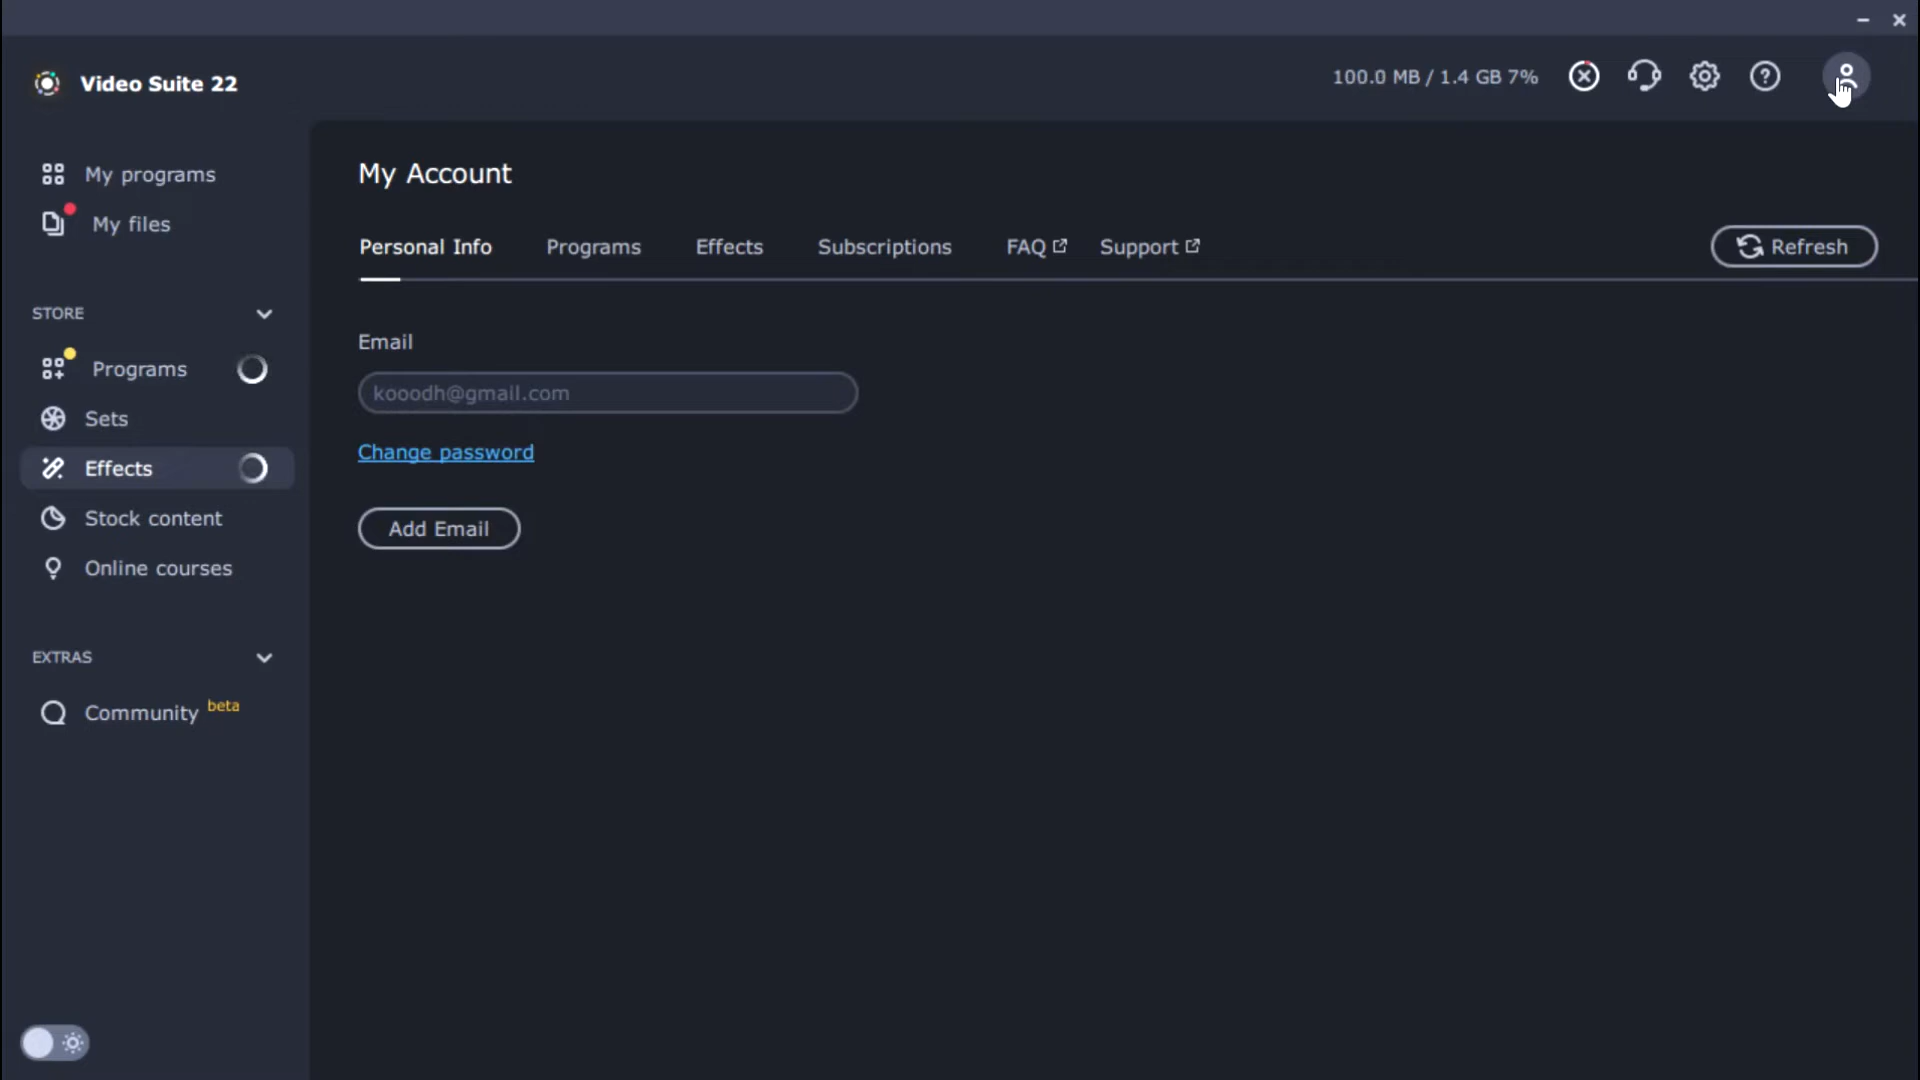 Video Suite 22
100.0 MB / 1.4 GB 7%
My programs
My files
STORE
Programs
Sets
Effects
Stock content
Online courses
EXTRAS
Community beta
My Account
Personal Info Programs Effects Subscriptions FAQ Support Refresh
Email
kooodh@gmail.com
Change password
Add Email